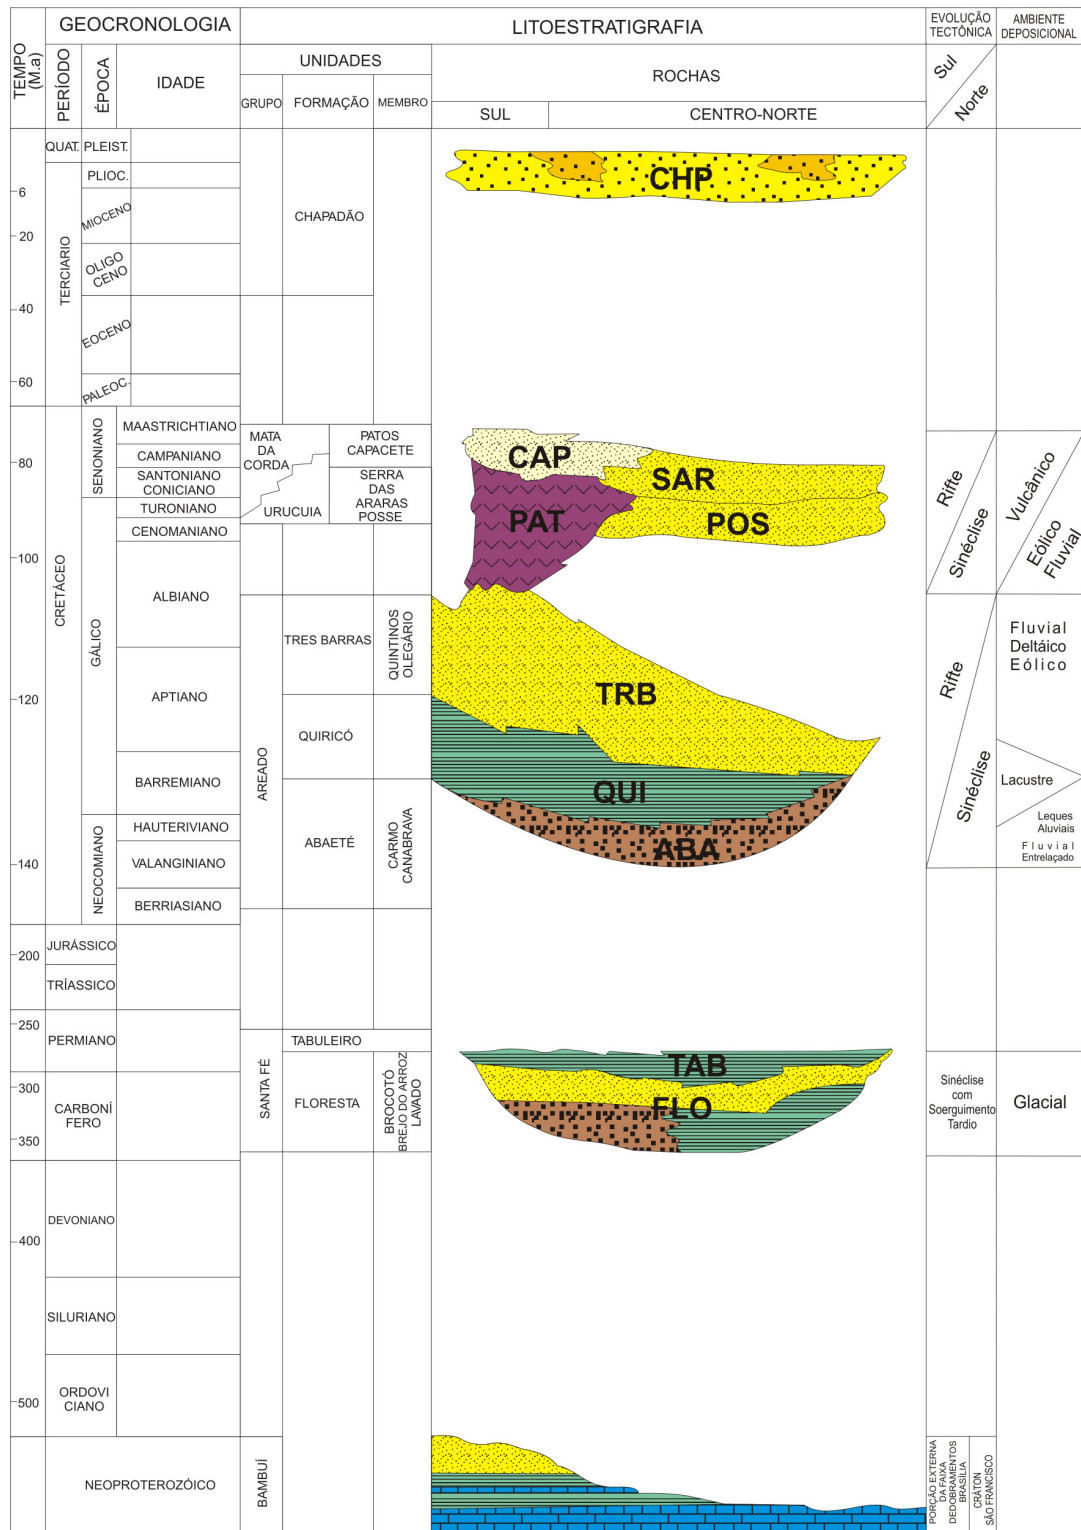 GEOCRONOLOGIA
LITOESTRATIGRAFIA
EVOLUÇÃO
TECTÔNICA
AMBIENTE
DEPOSICIONAL
TEMPO
(M.a)
PERÍODO
ÉPOCA
IDADE
UNIDADES
GRUPO
FORMAÇÃO
MEMBRO
ROCHAS
SUL
CENTRO-NORTE
Sul
Norte
QUAT.
PLEIST.
TERCIARIO
PLIOC.
MIOCENO
OLIGO
CENO
EOCENO
PALEOC.
6
20
40
60
CHAPADÃO
CHP
CRETÁCEO
SENONIANO
GÁLICO
NEOCOMIANO
MAASTRICHTIANO
CAMPANIANO
SANTONIANO
CONICIANO
TURONIANO
CENOMANIANO
ALBIANO
APTIANO
BARREMIANO
HAUTERIVIANO
VALANGINIANO
BERRIASIANO
80
100
120
140
MATA
DA
CORDA
URUCUIA
PATOS
CAPACETE
SERRA
DAS
ARARAS
POSSE
CAP
SAR
PAT
POS
Rifte
Sinéclise
Vulcânico
Eólico
Fluvial
AREADO
TRES BARRAS
QUINTINOS
OLEGÁRIO
QUIRICÓ
ABAETÉ
CARMO
CANABRAVA
TRB
QUI
ABA
Rifte
Sinéclise
Fluvial
Deltáico
Eólico
Lacustre
Leques
Aluviais
Fluvial
Entrelaçado
JURÁSSICO
TRÍASSICO
PERMIANO
CARBONÍ
FERO
DEVONIANO
SILURIANO
ORDOVI
CIANO
200
250
300
350
400
500
SANTA FÉ
TABULEIRO
FLORESTA
BROCOTÓ
BREJO DO ARROZ
LAVADO
TAB
FLO
Sinéclise
com
Soerguimento
Tardio
Glacial
NEOPROTEROZÓICO
BAMBUÍ
PORÇÃO EXTERNA
DA FAIXA
DEDOBRAMENTOS
BRASÍLIA
CRÁTON
SÃO FRANCISCO